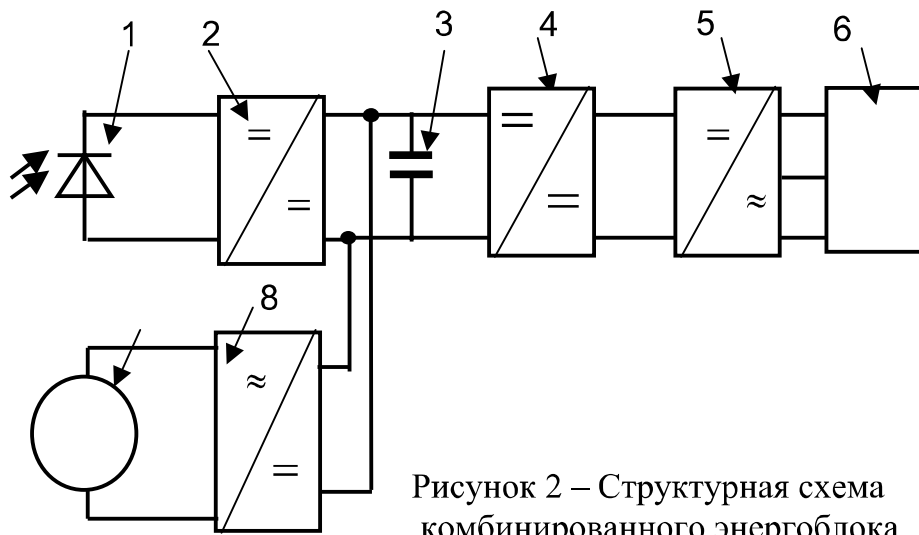 1 2 3 4 5 6
8
Рисунок 2 – Структурная схема
комбинированного энергоблока